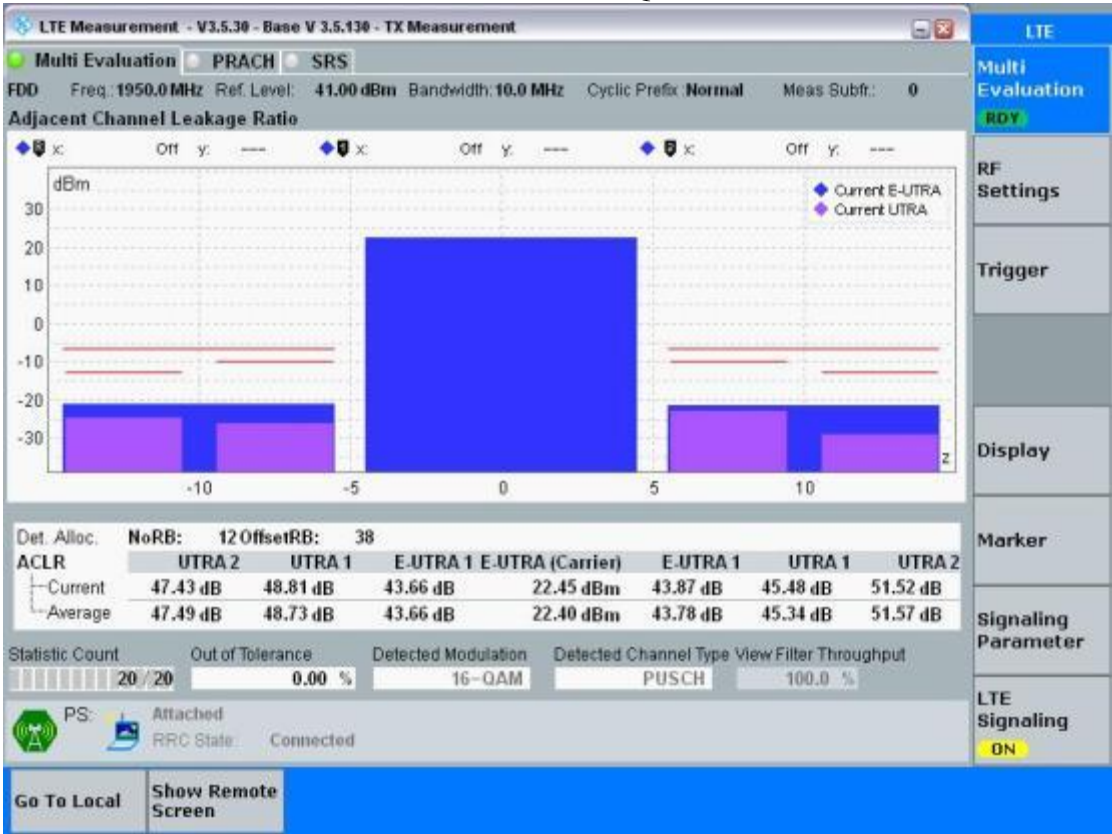 LTE Measurement - V3.5.30 - Base V 3.5.130 - TX Measurement
Multi Evaluation PRACH SRS
FDD Freq.: 1950.0 MHz Ref. Level: 41.00 dBm Bandwidth: 10.0 MHz Cyclic Prefix: Normal Meas Subfr.: 0
Adjacent Channel Leakage Ratio
x: Off y: --- x: Off y: --- x: Off y: ---
dBm
Current E-UTRA
Current UTRA
30
20
10
0
-10
-20
-30
z
-10 -5 0 5 10
Det. Alloc. NoRB: 12 OffsetRB: 38
ACLR UTRA 2 UTRA 1 E-UTRA 1 E-UTRA (Carrier) E-UTRA 1 UTRA 1 UTRA 2
Current 47.43 dB 48.81 dB 43.66 dB 22.45 dBm 43.87 dB 45.48 dB 51.52 dB
Average 47.49 dB 48.73 dB 43.66 dB 22.40 dBm 43.78 dB 45.34 dB 51.57 dB
Statistic Count Out of Tolerance Detected Modulation Detected Channel Type View Filter Throughput
20 / 20 0.00 % 16-QAM PUSCH 100.0 %
PS: Attached
RRC State: Connected
Go To Local
Show Remote
Screen
LTE
Multi
Evaluation
RDY
RF
Settings
Trigger
Display
Marker
Signaling
Parameter
LTE
Signaling
ON